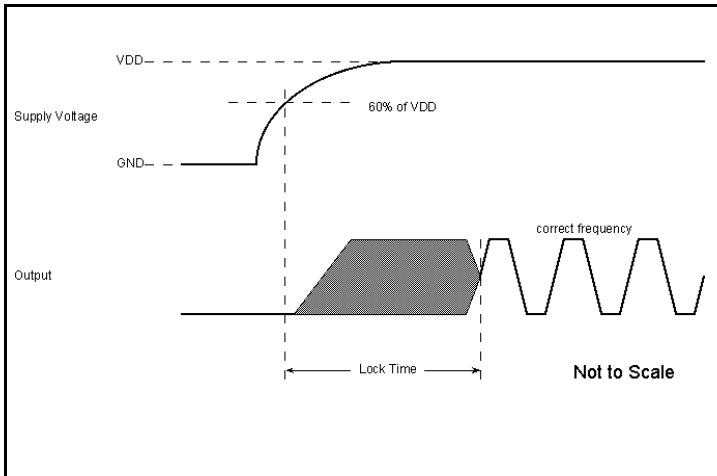 VDD
60% of VDD
Supply Voltage
GND
correct frequency
Output
Lock Time
Not to Scale